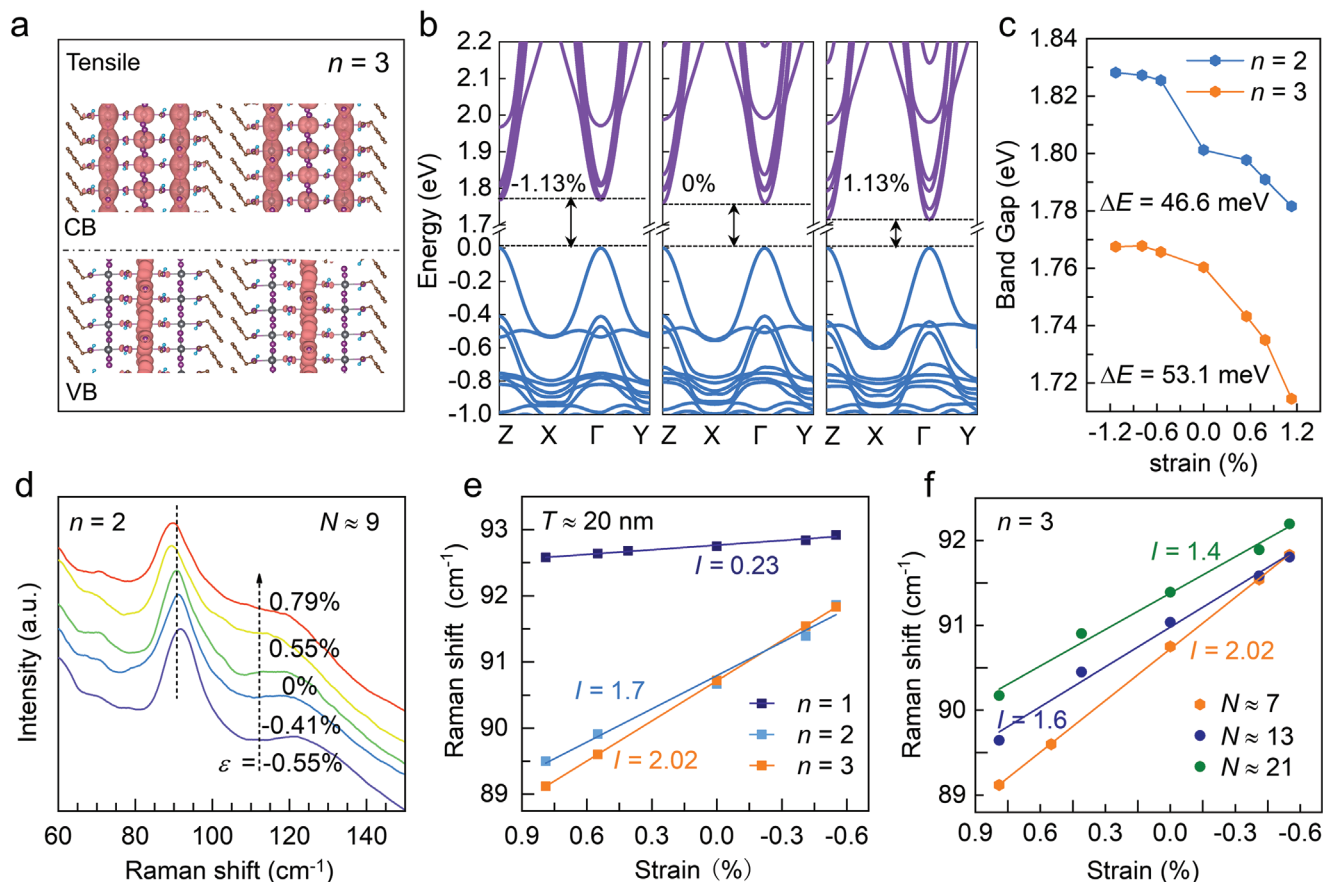 a
Tensile
n = 3
CB
VB
b
Energy (eV)
2.2
2.1
2.0
1.9
1.8
1.7
0.0
-0.2
-0.4
-0.6
-0.8
-1.0
-1.13%
0%
1.13%
Z X Γ Y
Z X Γ Y
Z X Γ Y
c
Band Gap (eV)
1.84
1.82
1.80
1.78
1.76
1.74
1.72
n = 2
n = 3
ΔE = 46.6 meV
ΔE = 53.1 meV
-1.2 -0.6 0.0 0.6 1.2
strain (%)
d
n = 2
N ≈ 9
Intensity (a.u.)
0.79%
0.55%
0%
-0.41%
ε = -0.55%
60 80 100 120 140
Raman shift (cm-1)
e
T ≈ 20 nm
Raman shift (cm-1)
93
92
91
90
89
l = 0.23
l = 1.7
l = 2.02
n = 1
n = 2
n = 3
0.9 0.6 0.3 0.0 -0.3 -0.6
Strain (%)
f
n = 3
Raman shift (cm-1)
92
91
90
89
l = 1.4
l = 2.02
l = 1.6
N ≈ 7
N ≈ 13
N ≈ 21
0.9 0.6 0.3 0.0 -0.3 -0.6
Strain (%)